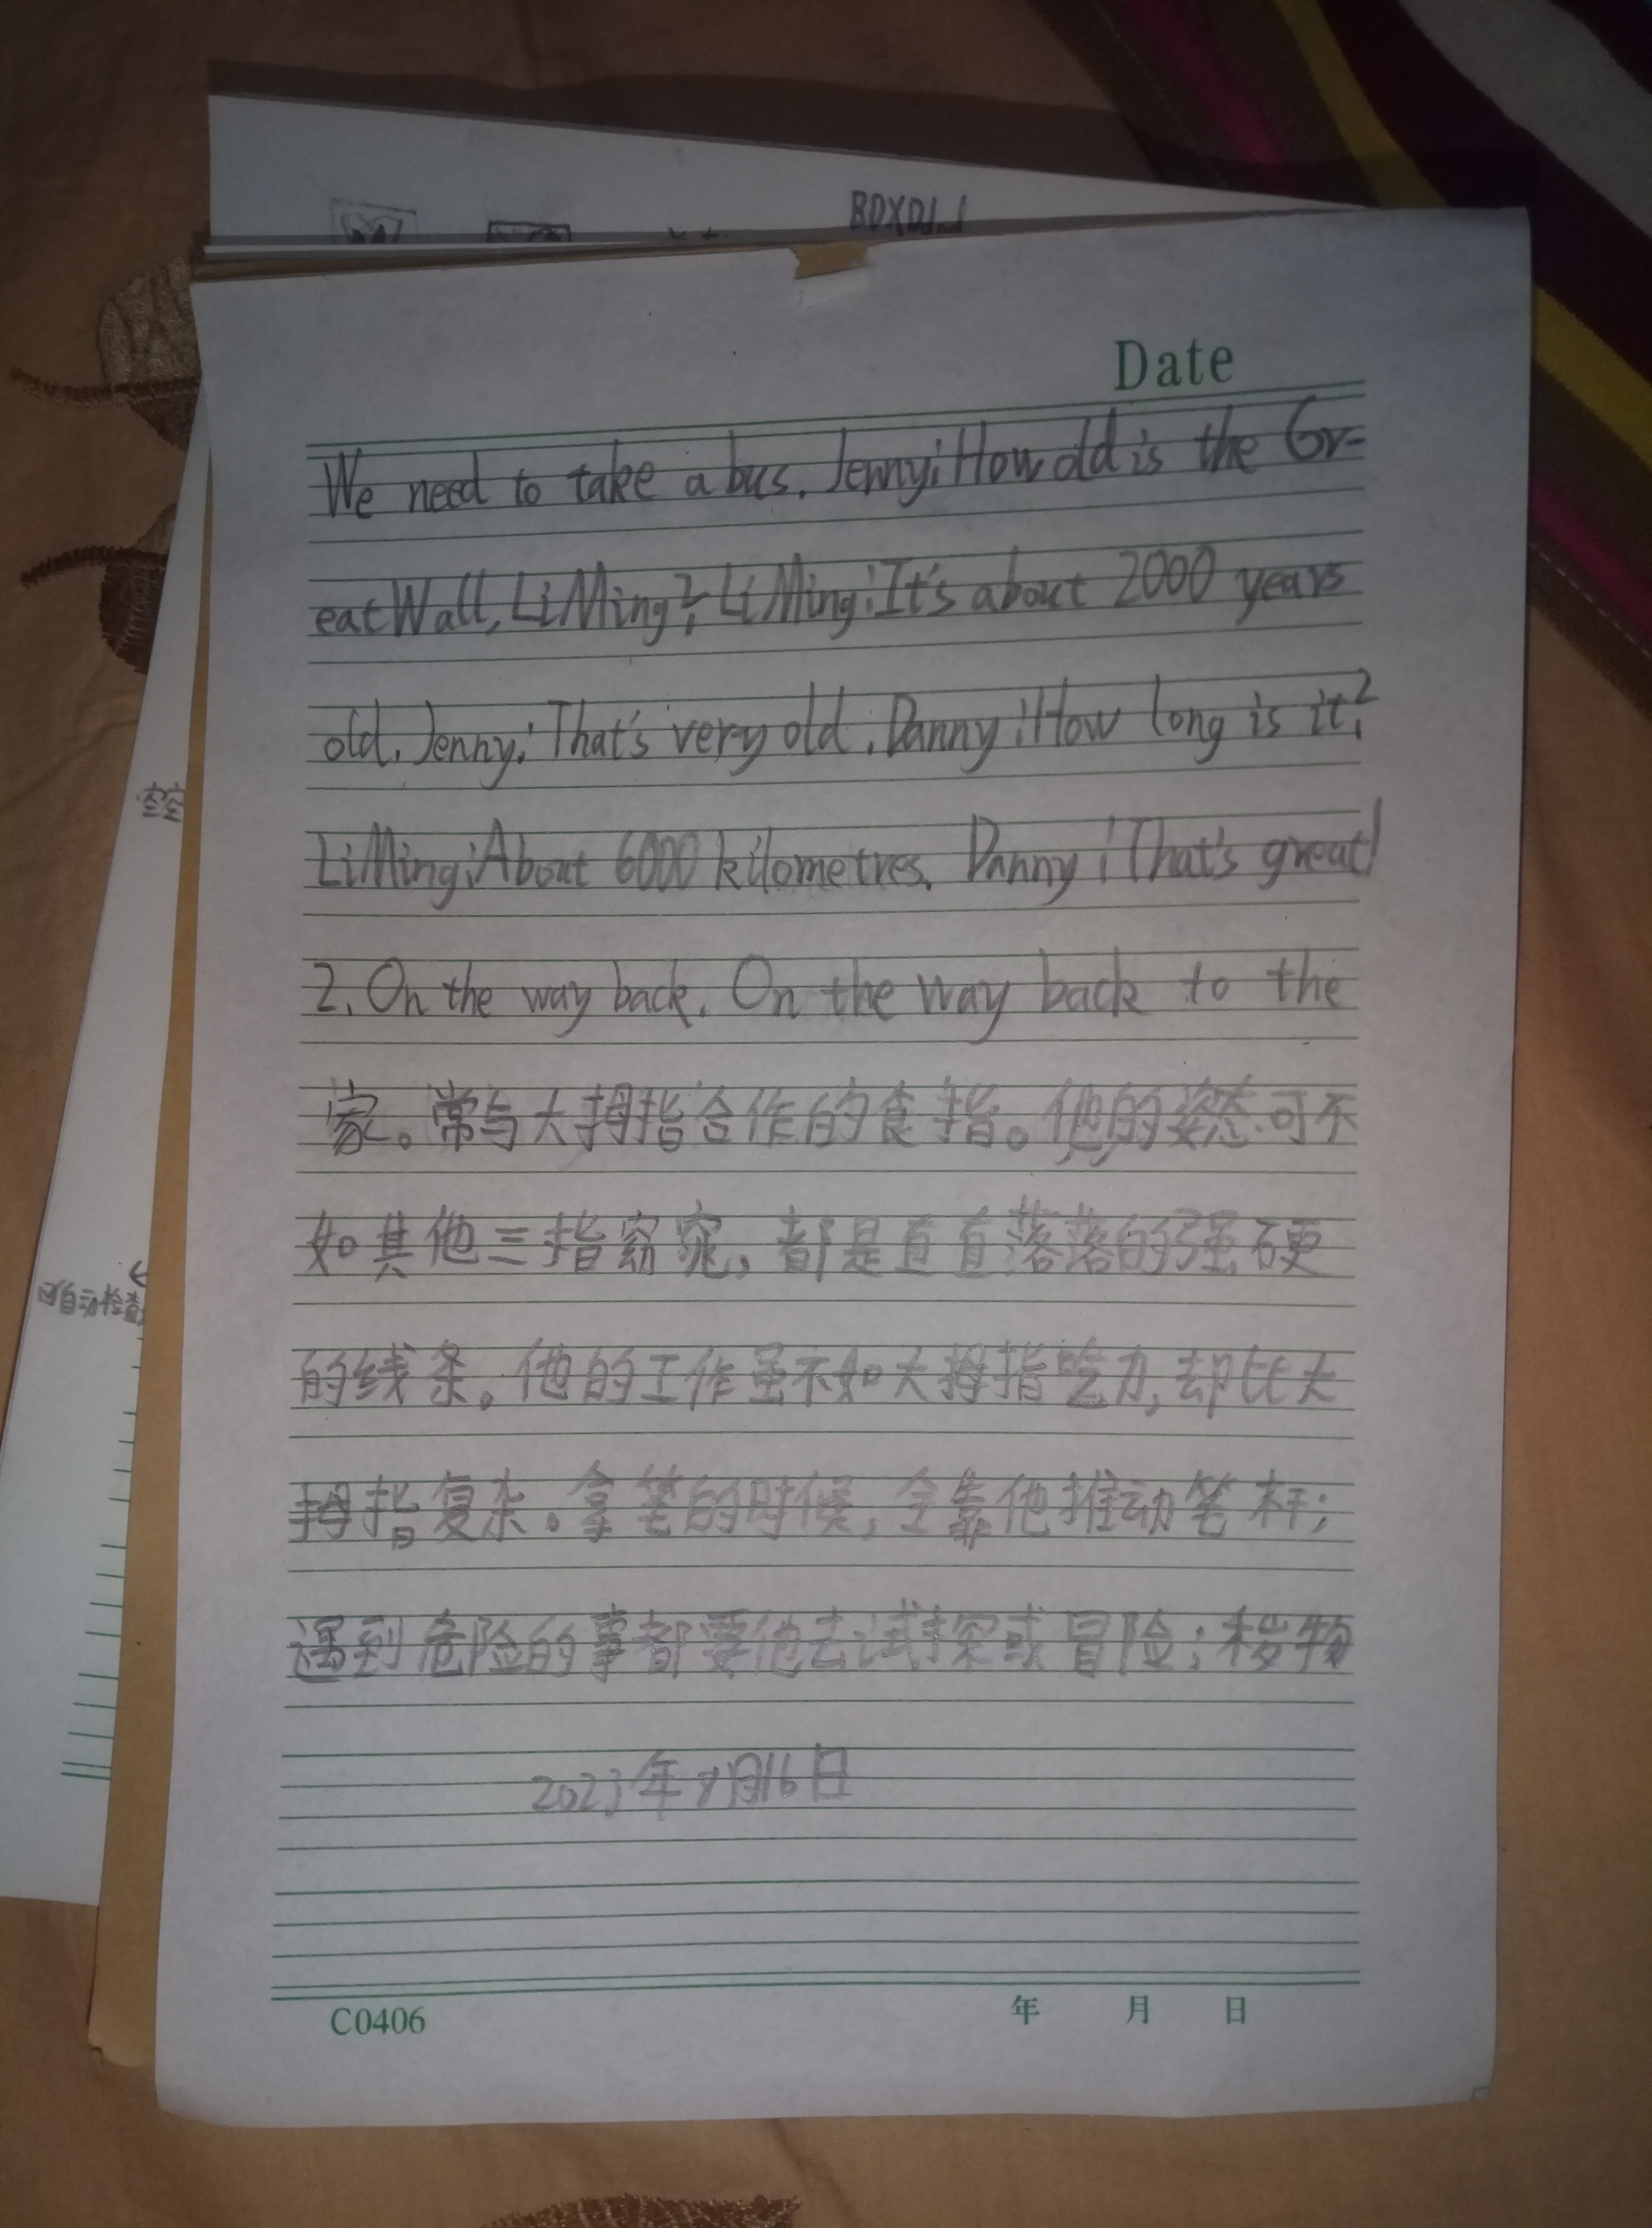 Date
We need to take a bus. Jenny: How old is the Gr-
eat Wall, Li Ming? Li Ming: It's about 2000 years
old. Jenny: That's very old. Danny: How long is it?
Li Ming: About 6000 kilometres. Danny: That's great!
2. On the way back. On the way back to the
家。常与大拇指合作的食指。他的姿态可不
如其他三指窈窕,都是直直落落的强硬
的线条。他的工作虽不如大拇指吃力,却比大
拇指复杂。拿笔的时候,全靠他推动笔杆;
遇到危险的事都要他去试探或冒险;秽物
2023年8月16日
C0406 年 月 日
自动检查